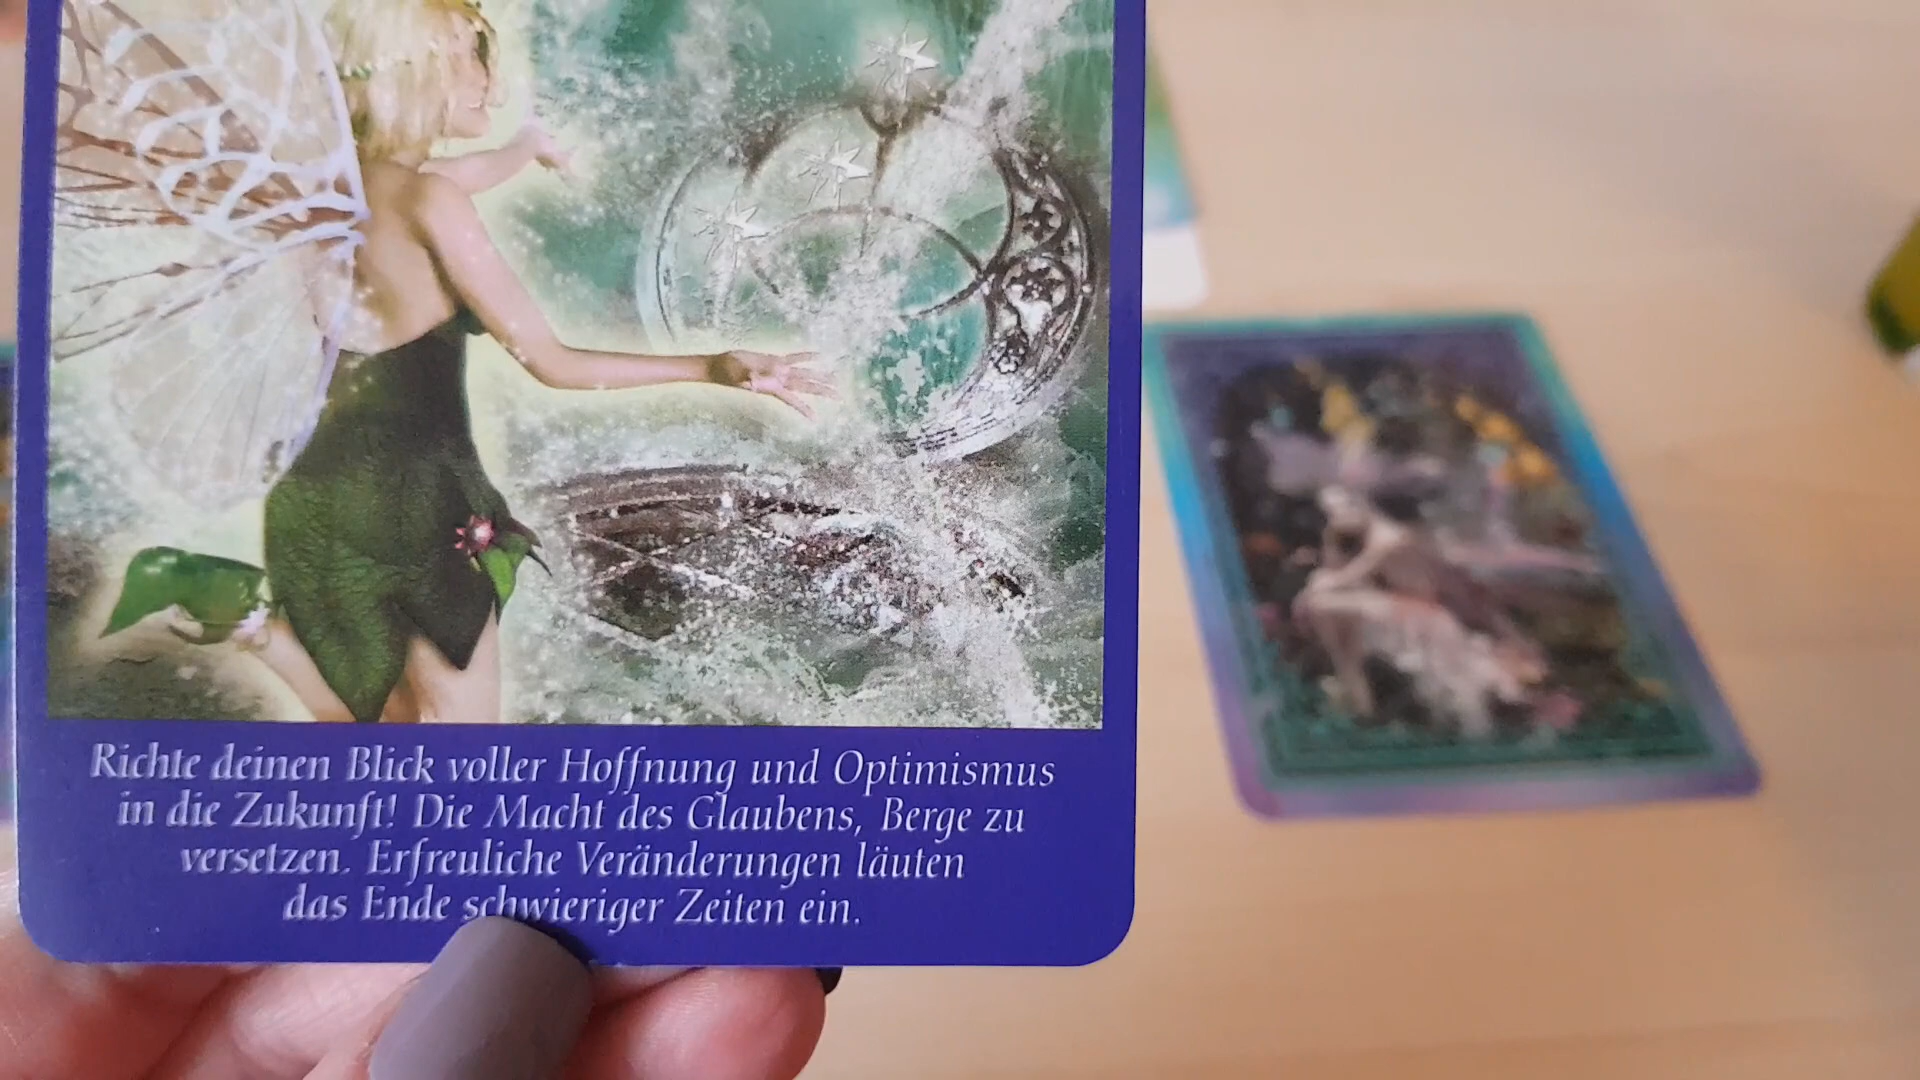 Richte deinen Blick voller Hoffnung und Optimismus
in die Zukunft! Die Macht des Glaubens, Berge zu
versetzen. Erfreuliche Veränderungen läuten
das Ende schwieriger Zeiten ein.